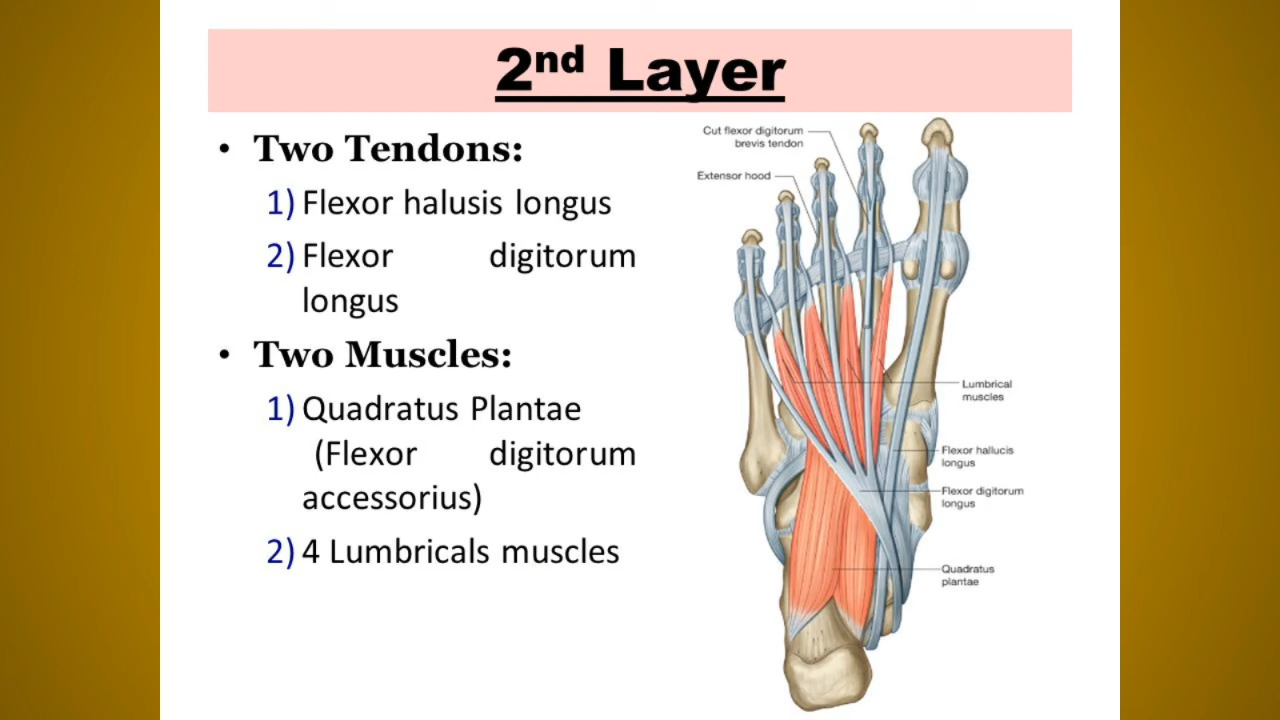 2nd Layer
• Two Tendons:
1) Flexor halusis longus
2) Flexor digitorum
longus
• Two Muscles:
1) Quadratus Plantae
(Flexor digitorum
accessorius)
2) 4 Lumbricals muscles
Cut flexor digitorum
brevis tendon
Extensor hood
Lumbrical
muscles
Flexor hallucis
longus
Flexor digitorum
longus
Quadratus
plantae